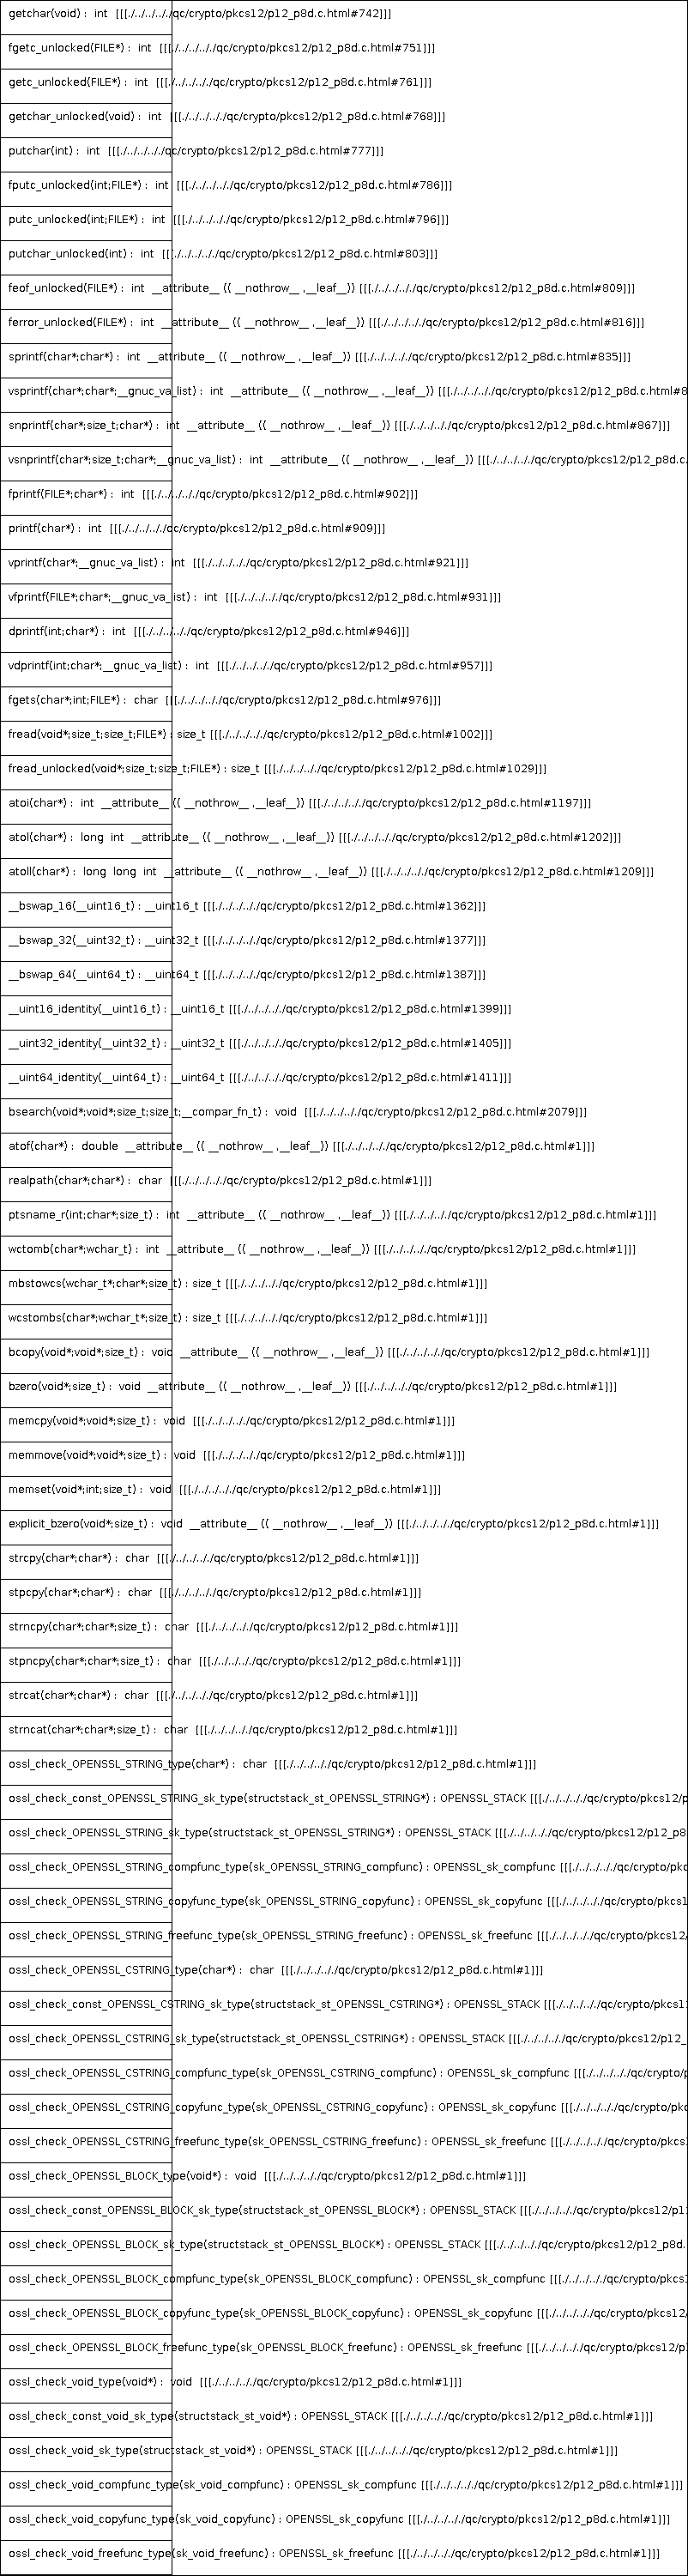 getchar(void) : int [[[./../../../../qc/crypto/pkcs12/p12_p8d.c.html#742]]]
fgetc_unlocked(FILE*) : int [[[./../../../../qc/crypto/pkcs12/p12_p8d.c.html#751]]]
getc_unlocked(FILE*) : int [[[./../../../../qc/crypto/pkcs12/p12_p8d.c.html#761]]]
getchar_unlocked(void) : int [[[./../../../../qc/crypto/pkcs12/p12_p8d.c.html#768]]]
putchar(int) : int [[[./../../../../qc/crypto/pkcs12/p12_p8d.c.html#777]]]
fputc_unlocked(int;FILE*) : int [[[./../../../../qc/crypto/pkcs12/p12_p8d.c.html#786]]]
putc_unlocked(int;FILE*) : int [[[./../../../../qc/crypto/pkcs12/p12_p8d.c.html#796]]]
putchar_unlocked(int) : int [[[./../../../../qc/crypto/pkcs12/p12_p8d.c.html#803]]]
feof_unlocked(FILE*) : int __attribute__ (( __nothrow__ ,__leaf__)) [[[./../../../../qc/crypto/pkcs12/p12_p8d.c.html#809]]]
ferror_unlocked(FILE*) : int __attribute__ (( __nothrow__ ,__leaf__)) [[[./../../../../qc/crypto/pkcs12/p12_p8d.c.html#816]]]
sprintf(char*;char*) : int __attribute__ (( __nothrow__ ,__leaf__)) [[[./../../../../qc/crypto/pkcs12/p12_p8d.c.html#835]]]
vsprintf(char*;char*;__gnuc_va_list) : int __attribute__ (( __nothrow__ ,__leaf__)) [[[./../../../../qc/crypto/pkcs12/p12_p8d.c.html#8
snprintf(char*;size_t;char*) : int __attribute__ (( __nothrow__ ,__leaf__)) [[[./../../../../qc/crypto/pkcs12/p12_p8d.c.html#867]]]
vsnprintf(char*;size_t;char*;__gnuc_va_list) : int __attribute__ (( __nothrow__ ,__leaf__)) [[[./../../../../qc/crypto/pkcs12/p12_p8d.c.
fprintf(FILE*;char*) : int [[[./../../../../qc/crypto/pkcs12/p12_p8d.c.html#902]]]
printf(char*) : int [[[./../../../../qc/crypto/pkcs12/p12_p8d.c.html#909]]]
vprintf(char*;__gnuc_va_list) : int [[[./../../../../qc/crypto/pkcs12/p12_p8d.c.html#921]]]
vfprintf(FILE*;char*;__gnuc_va_list) : int [[[./../../../../qc/crypto/pkcs12/p12_p8d.c.html#931]]]
dprintf(int;char*) : int [[[./../../../../qc/crypto/pkcs12/p12_p8d.c.html#946]]]
vdprintf(int;char*;__gnuc_va_list) : int [[[./../../../../qc/crypto/pkcs12/p12_p8d.c.html#957]]]
fgets(char*;int;FILE*) : char [[[./../../../../qc/crypto/pkcs12/p12_p8d.c.html#976]]]
fread(void*;size_t;size_t;FILE*) : size_t [[[./../../../../qc/crypto/pkcs12/p12_p8d.c.html#1002]]]
fread_unlocked(void*;size_t;size_t;FILE*) : size_t [[[./../../../../qc/crypto/pkcs12/p12_p8d.c.html#1029]]]
atoi(char*) : int __attribute__ (( __nothrow__ ,__leaf__)) [[[./../../../../qc/crypto/pkcs12/p12_p8d.c.html#1197]]]
atol(char*) : long int __attribute__ (( __nothrow__ ,__leaf__)) [[[./../../../../qc/crypto/pkcs12/p12_p8d.c.html#1202]]]
atoll(char*) : long long int __attribute__ (( __nothrow__ ,__leaf__)) [[[./../../../../qc/crypto/pkcs12/p12_p8d.c.html#1209]]]
__bswap_16(__uint16_t) : __uint16_t [[[./../../../../qc/crypto/pkcs12/p12_p8d.c.html#1362]]]
__bswap_32(__uint32_t) : __uint32_t [[[./../../../../qc/crypto/pkcs12/p12_p8d.c.html#1377]]]
__bswap_64(__uint64_t) : __uint64_t [[[./../../../../qc/crypto/pkcs12/p12_p8d.c.html#1387]]]
__uint16_identity(__uint16_t) : __uint16_t [[[./../../../../qc/crypto/pkcs12/p12_p8d.c.html#1399]]]
__uint32_identity(__uint32_t) : __uint32_t [[[./../../../../qc/crypto/pkcs12/p12_p8d.c.html#1405]]]
__uint64_identity(__uint64_t) : __uint64_t [[[./../../../../qc/crypto/pkcs12/p12_p8d.c.html#1411]]]
bsearch(void*;void*;size_t;size_t;__compar_fn_t) : void [[[./../../../../qc/crypto/pkcs12/p12_p8d.c.html#2079]]]
atof(char*) : double __attribute__ (( __nothrow__ ,__leaf__)) [[[./../../../../qc/crypto/pkcs12/p12_p8d.c.html#1]]]
realpath(char*;char*) : char [[[./../../../../qc/crypto/pkcs12/p12_p8d.c.html#1]]]
ptsname_r(int;char*;size_t) : int __attribute__ (( __nothrow__ ,__leaf__)) [[[./../../../../qc/crypto/pkcs12/p12_p8d.c.html#1]]]
wctomb(char*;wchar_t) : int __attribute__ (( __nothrow__ ,__leaf__)) [[[./../../../../qc/crypto/pkcs12/p12_p8d.c.html#1]]]
mbstowcs(wchar_t*;char*;size_t) : size_t [[[./../../../../qc/crypto/pkcs12/p12_p8d.c.html#1]]]
wcstombs(char*;wchar_t*;size_t) : size_t [[[./../../../../qc/crypto/pkcs12/p12_p8d.c.html#1]]]
bcopy(void*;void*;size_t) : void __attribute__ (( __nothrow__ ,__leaf__)) [[[./../../../../qc/crypto/pkcs12/p12_p8d.c.html#1]]]
bzero(void*;size_t) : void __attribute__ (( __nothrow__ ,__leaf__)) [[[./../../../../qc/crypto/pkcs12/p12_p8d.c.html#1]]]
memcpy(void*;void*;size_t) : void [[[./../../../../qc/crypto/pkcs12/p12_p8d.c.html#1]]]
memmove(void*;void*;size_t) : void [[[./../../../../qc/crypto/pkcs12/p12_p8d.c.html#1]]]
memset(void*;int;size_t) : void [[[./../../../../qc/crypto/pkcs12/p12_p8d.c.html#1]]]
explicit_bzero(void*;size_t) : void __attribute__ (( __nothrow__ ,__leaf__)) [[[./../../../../qc/crypto/pkcs12/p12_p8d.c.html#1]]]
strcpy(char*;char*) : char [[[./../../../../qc/crypto/pkcs12/p12_p8d.c.html#1]]]
stpcpy(char*;char*) : char [[[./../../../../qc/crypto/pkcs12/p12_p8d.c.html#1]]]
strncpy(char*;char*;size_t) : char [[[./../../../../qc/crypto/pkcs12/p12_p8d.c.html#1]]]
stpncpy(char*;char*;size_t) : char [[[./../../../../qc/crypto/pkcs12/p12_p8d.c.html#1]]]
strcat(char*;char*) : char [[[./../../../../qc/crypto/pkcs12/p12_p8d.c.html#1]]]
strncat(char*;char*;size_t) : char [[[./../../../../qc/crypto/pkcs12/p12_p8d.c.html#1]]]
ossl_check_OPENSSL_STRING_type(char*) : char [[[./../../../../qc/crypto/pkcs12/p12_p8d.c.html#1]]]
ossl_check_const_OPENSSL_STRING_sk_type(structstack_st_OPENSSL_STRING*) : OPENSSL_STACK [[[./../../../../qc/crypto/pkcs12/p
ossl_check_OPENSSL_STRING_sk_type(structstack_st_OPENSSL_STRING*) : OPENSSL_STACK [[[./../../../../qc/crypto/pkcs12/p12_p8
ossl_check_OPENSSL_STRING_compfunc_type(sk_OPENSSL_STRING_compfunc) : OPENSSL_sk_compfunc [[[./../../../../qc/crypto/pkc
ossl_check_OPENSSL_STRING_copyfunc_type(sk_OPENSSL_STRING_copyfunc) : OPENSSL_sk_copyfunc [[[./../../../../qc/crypto/pkcs1
ossl_check_OPENSSL_STRING_freefunc_type(sk_OPENSSL_STRING_freefunc) : OPENSSL_sk_freefunc [[[./../../../../qc/crypto/pkcs12/
ossl_check_OPENSSL_CSTRING_type(char*) : char [[[./../../../../qc/crypto/pkcs12/p12_p8d.c.html#1]]]
ossl_check_const_OPENSSL_CSTRING_sk_type(structstack_st_OPENSSL_CSTRING*) : OPENSSL_STACK [[[./../../../../qc/crypto/pkcs1
ossl_check_OPENSSL_CSTRING_sk_type(structstack_st_OPENSSL_CSTRING*) : OPENSSL_STACK [[[./../../../../qc/crypto/pkcs12/p12_
ossl_check_OPENSSL_CSTRING_compfunc_type(sk_OPENSSL_CSTRING_compfunc) : OPENSSL_sk_compfunc [[[./../../../../qc/crypto/p
ossl_check_OPENSSL_CSTRING_copyfunc_type(sk_OPENSSL_CSTRING_copyfunc) : OPENSSL_sk_copyfunc [[[./../../../../qc/crypto/pkc
ossl_check_OPENSSL_CSTRING_freefunc_type(sk_OPENSSL_CSTRING_freefunc) : OPENSSL_sk_freefunc [[[./../../../../qc/crypto/pkcs
ossl_check_OPENSSL_BLOCK_type(void*) : void [[[./../../../../qc/crypto/pkcs12/p12_p8d.c.html#1]]]
ossl_check_const_OPENSSL_BLOCK_sk_type(structstack_st_OPENSSL_BLOCK*) : OPENSSL_STACK [[[./../../../../qc/crypto/pkcs12/p1
ossl_check_OPENSSL_BLOCK_sk_type(structstack_st_OPENSSL_BLOCK*) : OPENSSL_STACK [[[./../../../../qc/crypto/pkcs12/p12_p8d.
ossl_check_OPENSSL_BLOCK_compfunc_type(sk_OPENSSL_BLOCK_compfunc) : OPENSSL_sk_compfunc [[[./../../../../qc/crypto/pkcs
ossl_check_OPENSSL_BLOCK_copyfunc_type(sk_OPENSSL_BLOCK_copyfunc) : OPENSSL_sk_copyfunc [[[./../../../../qc/crypto/pkcs12/
ossl_check_OPENSSL_BLOCK_freefunc_type(sk_OPENSSL_BLOCK_freefunc) : OPENSSL_sk_freefunc [[[./../../../../qc/crypto/pkcs12/p
ossl_check_void_type(void*) : void [[[./../../../../qc/crypto/pkcs12/p12_p8d.c.html#1]]]
ossl_check_const_void_sk_type(structstack_st_void*) : OPENSSL_STACK [[[./../../../../qc/crypto/pkcs12/p12_p8d.c.html#1]]]
ossl_check_void_sk_type(structstack_st_void*) : OPENSSL_STACK [[[./../../../../qc/crypto/pkcs12/p12_p8d.c.html#1]]]
ossl_check_void_compfunc_type(sk_void_compfunc) : OPENSSL_sk_compfunc [[[./../../../../qc/crypto/pkcs12/p12_p8d.c.html#1]]]
ossl_check_void_copyfunc_type(sk_void_copyfunc) : OPENSSL_sk_copyfunc [[[./../../../../qc/crypto/pkcs12/p12_p8d.c.html#1]]]
ossl_check_void_freefunc_type(sk_void_freefunc) : OPENSSL_sk_freefunc [[[./../../../../qc/crypto/pkcs12/p12_p8d.c.html#1]]]